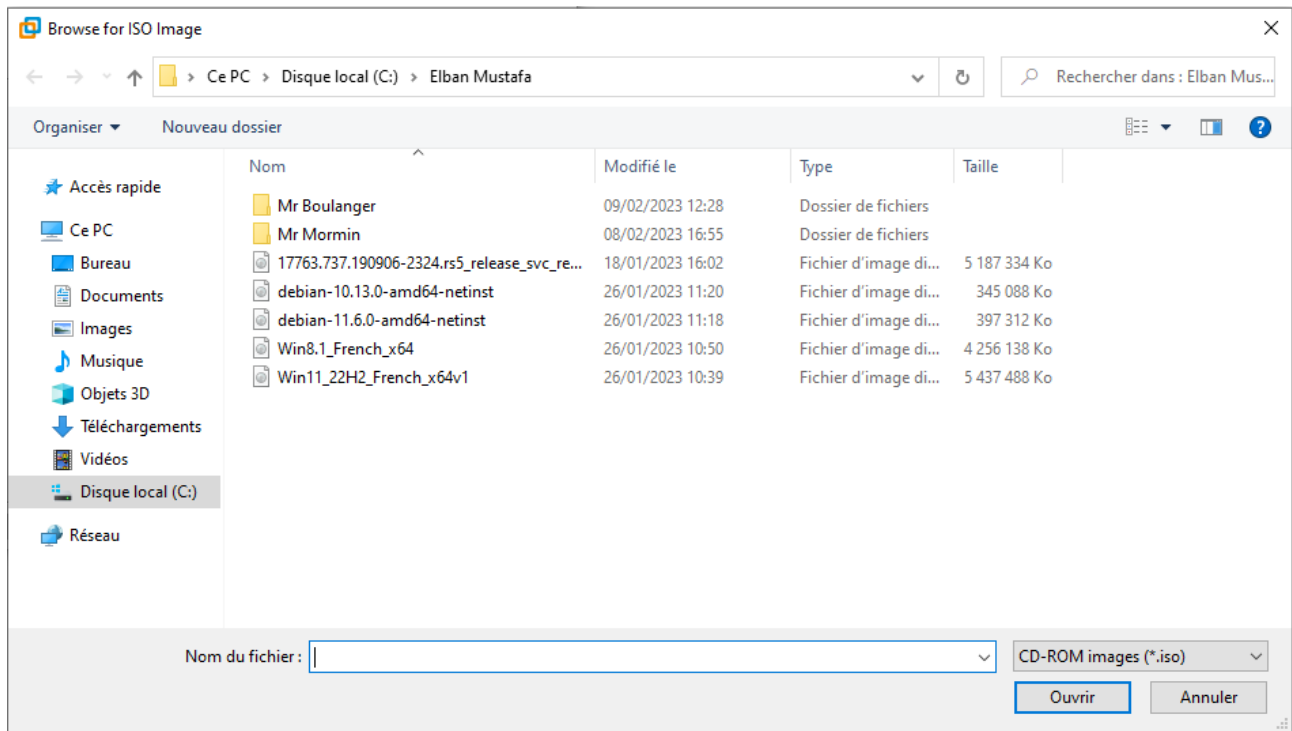 Browse for ISO Image
Ce PC > Disque local (C:) > Elban Mustafa
Rechercher dans : Elban Mus...
Organiser
Nouveau dossier
Nom Modifié le Type Taille
Accès rapide
Ce PC
Bureau
Documents
Images
Musique
Objets 3D
Téléchargements
Vidéos
Disque local (C:)
Réseau
Mr Boulanger 09/02/2023 12:28 Dossier de fichiers
Mr Mormin 08/02/2023 16:55 Dossier de fichiers
17763.737.190906-2324.rs5_release_svc_re... 18/01/2023 16:02 Fichier d'image di... 5 187 334 Ko
debian-10.13.0-amd64-netinst 26/01/2023 11:20 Fichier d'image di... 345 088 Ko
debian-11.6.0-amd64-netinst 26/01/2023 11:18 Fichier d'image di... 397 312 Ko
Win8.1_French_x64 26/01/2023 10:50 Fichier d'image di... 4 256 138 Ko
Win11_22H2_French_x64v1 26/01/2023 10:39 Fichier d'image di... 5 437 488 Ko
Nom du fichier :
CD-ROM images (*.iso)
Ouvrir
Annuler